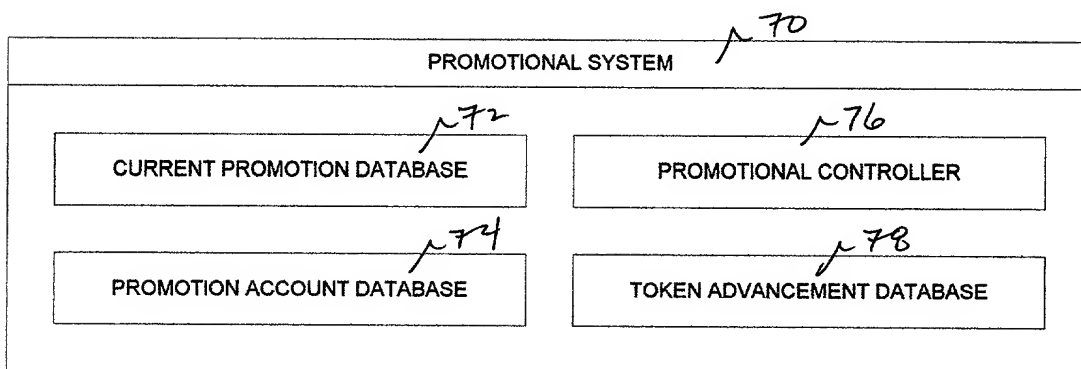 70
PROMOTIONAL SYSTEM
72
76
CURRENT PROMOTION DATABASE
PROMOTIONAL CONTROLLER
74
78
PROMOTION ACCOUNT DATABASE
TOKEN ADVANCEMENT DATABASE